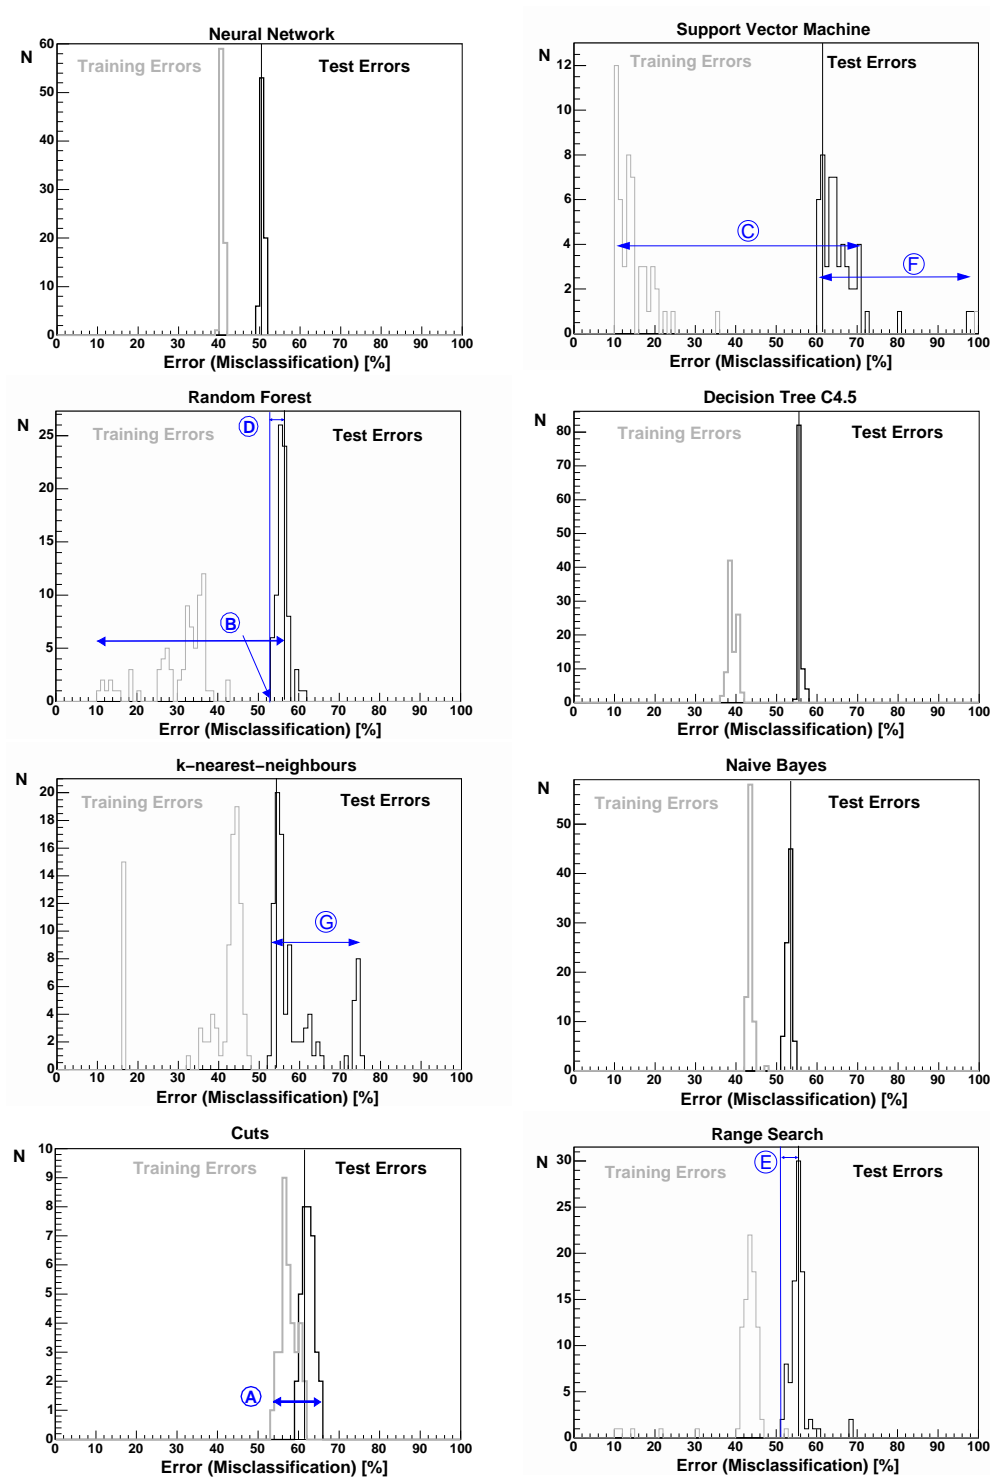 Neural Network
N
Training Errors
Test Errors
60
50
40
30
20
10
0
0 10 20 30 40 50 60 70 80 90 100
Error (Misclassification) [%]
Support Vector Machine
N
Training Errors
Test Errors
12
10
8
6
4
2
0
C
F
0 10 20 30 40 50 60 70 80 90 100
Error (Misclassification) [%]
Random Forest
N
Training Errors
D
Test Errors
25
20
15
10
5
0
B
0 10 20 30 40 50 60 70 80 90 100
Error (Misclassification) [%]
Decision Tree C4.5
N
Training Errors
Test Errors
80
70
60
50
40
30
20
10
0
0 10 20 30 40 50 60 70 80 90 100
Error (Misclassification) [%]
k−nearest−neighbours
N
Training Errors
Test Errors
20
18
16
14
12
10
8
6
4
2
0
G
0 10 20 30 40 50 60 70 80 90 100
Error (Misclassification) [%]
Naive Bayes
N
Training Errors
Test Errors
50
40
30
20
10
0
0 10 20 30 40 50 60 70 80 90 100
Error (Misclassification) [%]
Cuts
N
Training Errors
Test Errors
10
9
8
7
6
5
4
3
2
1
0
A
0 10 20 30 40 50 60 70 80 90 100
Error (Misclassification) [%]
Range Search
N
Training Errors
E
Test Errors
30
25
20
15
10
5
0
0 10 20 30 40 50 60 70 80 90 100
Error (Misclassification) [%]